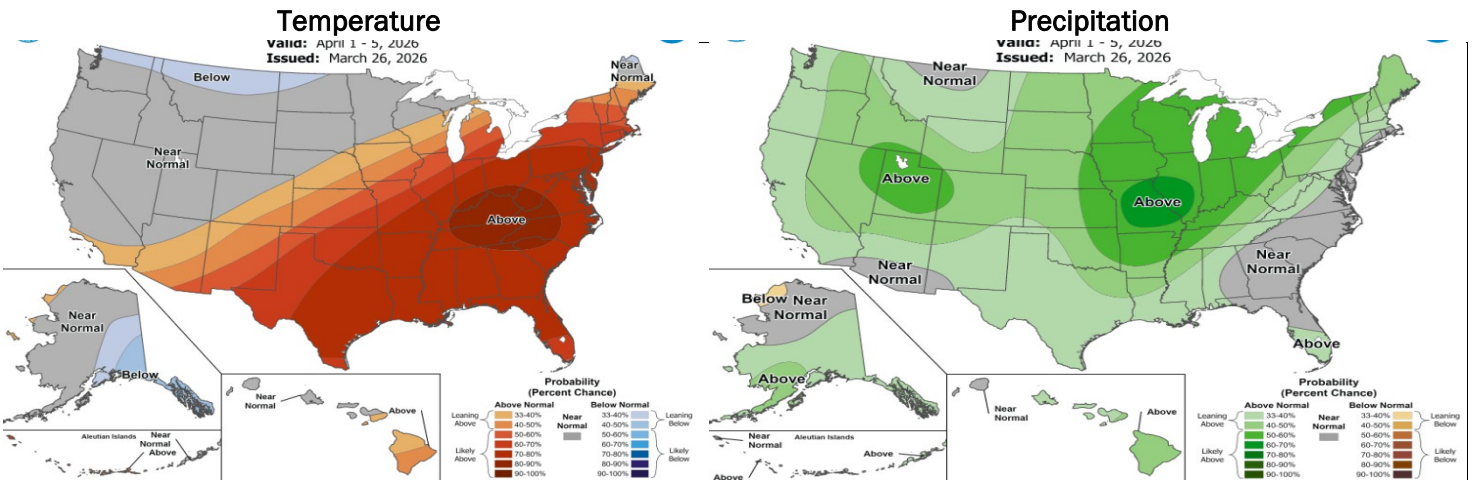 Temperature
Valid: April 1 - 5, 2026
Issued: March 26, 2026
Below
Near
Normal
Near
Normal
Above
Near
Normal
Below
Near
Normal
Above
Aleutian Islands
Near
Normal
Above
Probability
(Percent Chance)
Above Normal
Below Normal
Near
Normal
Leaning
Above
Likely
Above
33-40%
40-50%
50-60%
60-70%
70-80%
80-90%
90-100%
33-40%
40-50%
50-60%
60-70%
70-80%
80-90%
90-100%
Leaning
Below
Likely
Below
Precipitation
Valid: April 1 - 5, 2026
Issued: March 26, 2026
Near
Normal
Above
Above
Near
Normal
Near
Normal
Above
Below
Near
Normal
Above
Near
Normal
Above
Near
Normal
Aleutian Islands
Above
Above
Probability
(Percent Chance)
Above Normal
Below Normal
Near
Normal
Leaning
Above
Likely
Above
33-40%
40-50%
50-60%
60-70%
70-80%
80-90%
90-100%
33-40%
40-50%
50-60%
60-70%
70-80%
80-90%
90-100%
Leaning
Below
Likely
Below